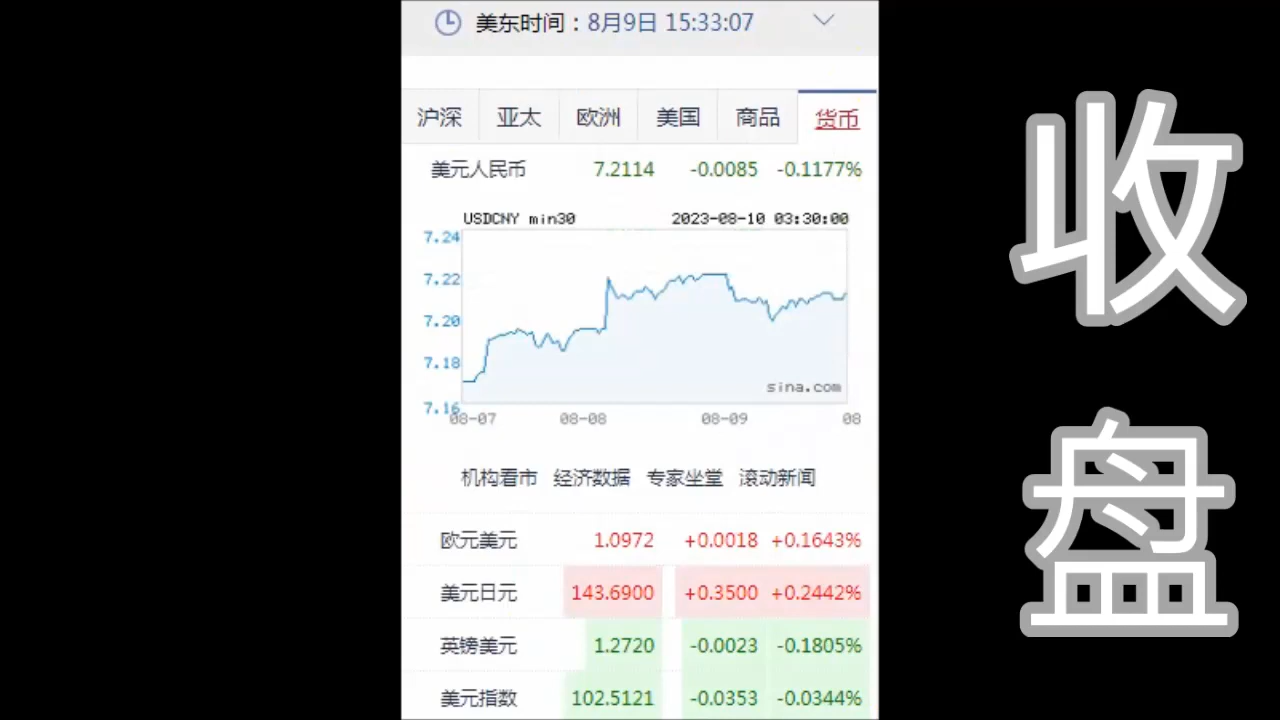 美东时间：8月9日 15:33:07
沪深 亚太 欧洲 美国 商品 货币
美元人民币 7.2114 -0.0085 -0.1177%
USDCNY min30 2023-08-10 03:30:00
7.24
7.22
7.20
7.18
7.16
sina.com
08-07 08-08 08-09 08
机构看市 经济数据 专家坐堂 滚动新闻
欧元美元 1.0972 +0.0018 +0.1643%
美元日元 143.6900 +0.3500 +0.2442%
英镑美元 1.2720 -0.0023 -0.1805%
美元指数 102.5121 -0.0353 -0.0344%
收
盘